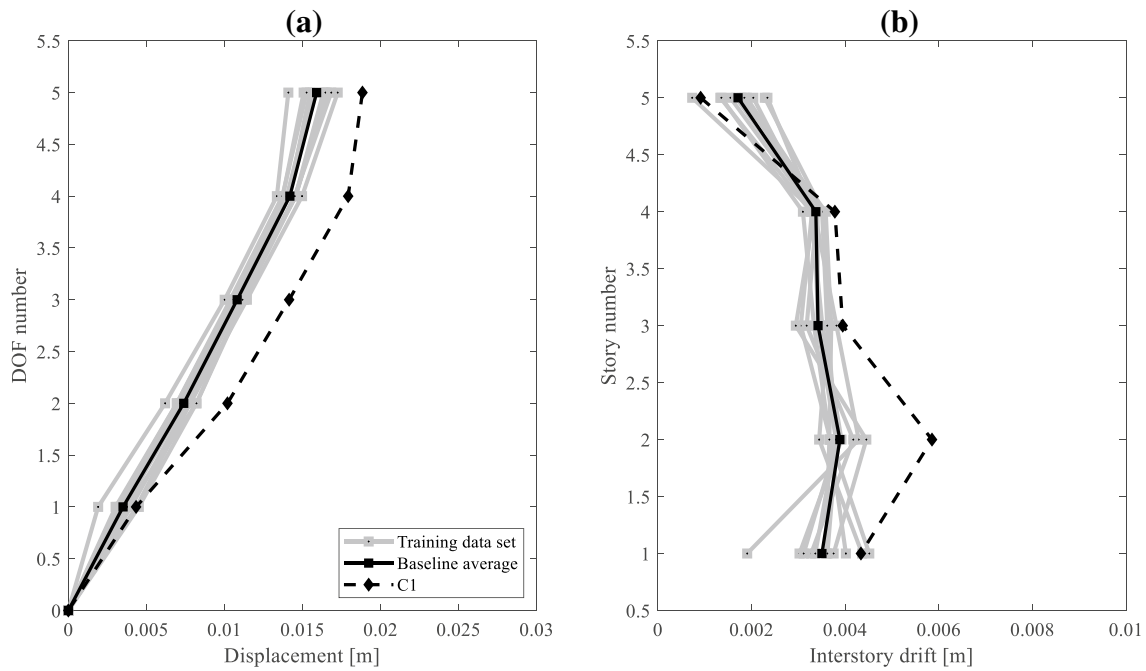 (a)
5.5
5
4.5
4
3.5
3
2.5
2
1.5
1
0.5
0
DOF number
0 0.005 0.01 0.015 0.02 0.025 0.03
Displacement [m]
Training data set
Baseline average
C1
(b)
5.5
5
4.5
4
3.5
3
2.5
2
1.5
1
0.5
Story number
0 0.002 0.004 0.006 0.008 0.01
Interstory drift [m]